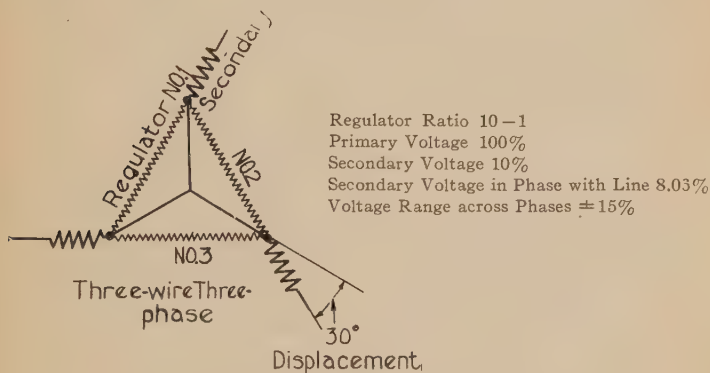 Regulator NO.1
NO.2
NO.3
Three-wire Three-
phase
30°
Displacement
Regulator Ratio 10-1
Primary Voltage 100%
Secondary Voltage 10%
Secondary Voltage in Phase with Line 8.03%
Voltage Range across Phases ±15%